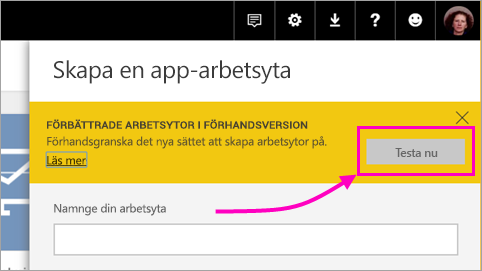 Skapa en app-arbetsyta
FÖRBÄTTRADE ARBETSYTOR I FÖRHANDSVERSION
Förhandsgranska det nya sättet att skapa arbetsytor på.
Läs mer
Testa nu
Namnge din arbetsyta